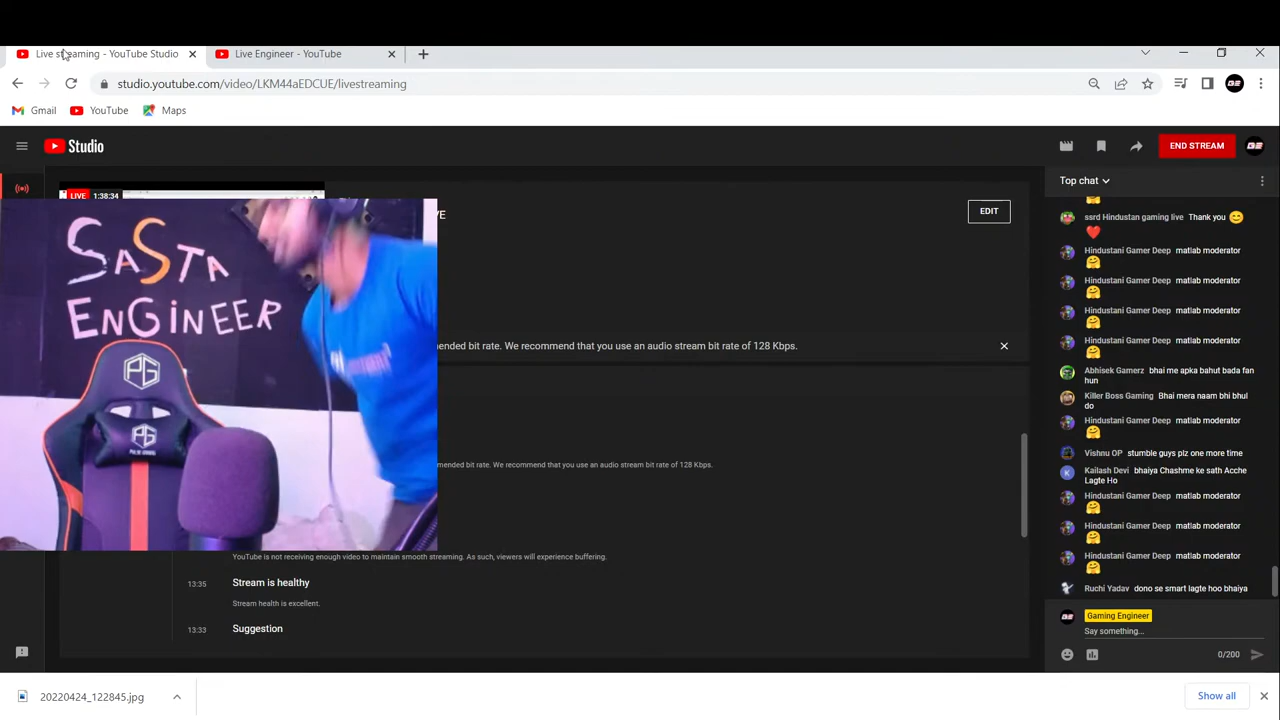 Live streaming - YouTube Studio
Live Engineer - YouTube
studio.youtube.com/video/LKM44aEDCUE/livestreaming
Gmail
YouTube
Maps
Studio
END STREAM
GE
LIVE
1:38:34
VE
EDIT
Top chat
SASTA
ENGINEER
PG
PG
PULSE GAMING
mended bit rate. We recommend that you use an audio stream bit rate of 128 Kbps.
mended bit rate. We recommend that you use an audio stream bit rate of 128 Kbps.
YouTube is not receiving enough video to maintain smooth streaming. As such, viewers will experience buffering.
13:35
Stream is healthy
Stream health is excellent.
13:33
Suggestion
ssrd Hindustan gaming live Thank you 😊
❤️
Hindustani Gamer Deep matlab moderator
🤗
Hindustani Gamer Deep matlab moderator
🤗
Hindustani Gamer Deep matlab moderator
🤗
Hindustani Gamer Deep matlab moderator
🤗
Abhisek Gamerz bhai me apka bahut bada fan
hun
Killer Boss Gaming Bhai mera naam bhi bhul
do
Hindustani Gamer Deep matlab moderator
🤗
Vishnu OP stumble guys plz one more time
K Kailash Devi bhaiya Chashme ke sath Acche
Lagte Ho
Hindustani Gamer Deep matlab moderator
🤗
Hindustani Gamer Deep matlab moderator
🤗
Hindustani Gamer Deep matlab moderator
🤗
Ruchi Yadav dono se smart lagte hoo bhaiya
GE Gaming Engineer
Say something...
0/200
20220424_122845.jpg
Show all